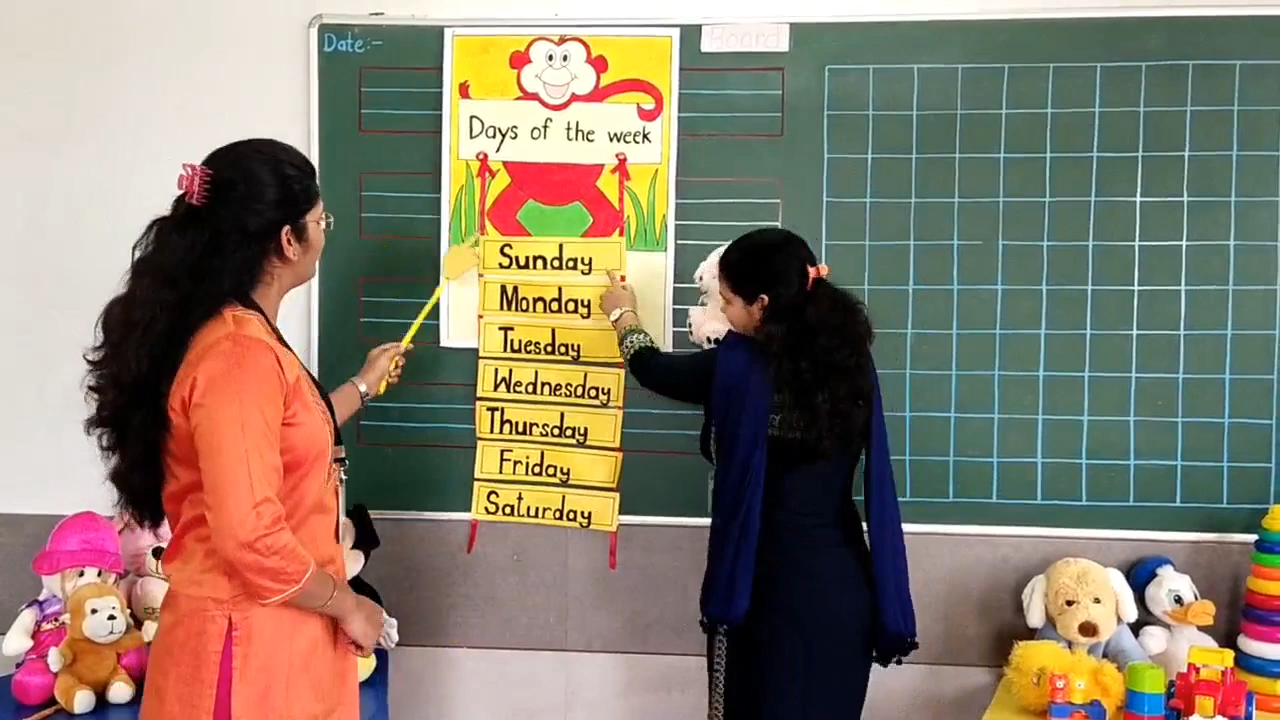 Date:-
Board
Days of the week
Sunday
Monday
Tuesday
Wednesday
Thursday
Friday
Saturday